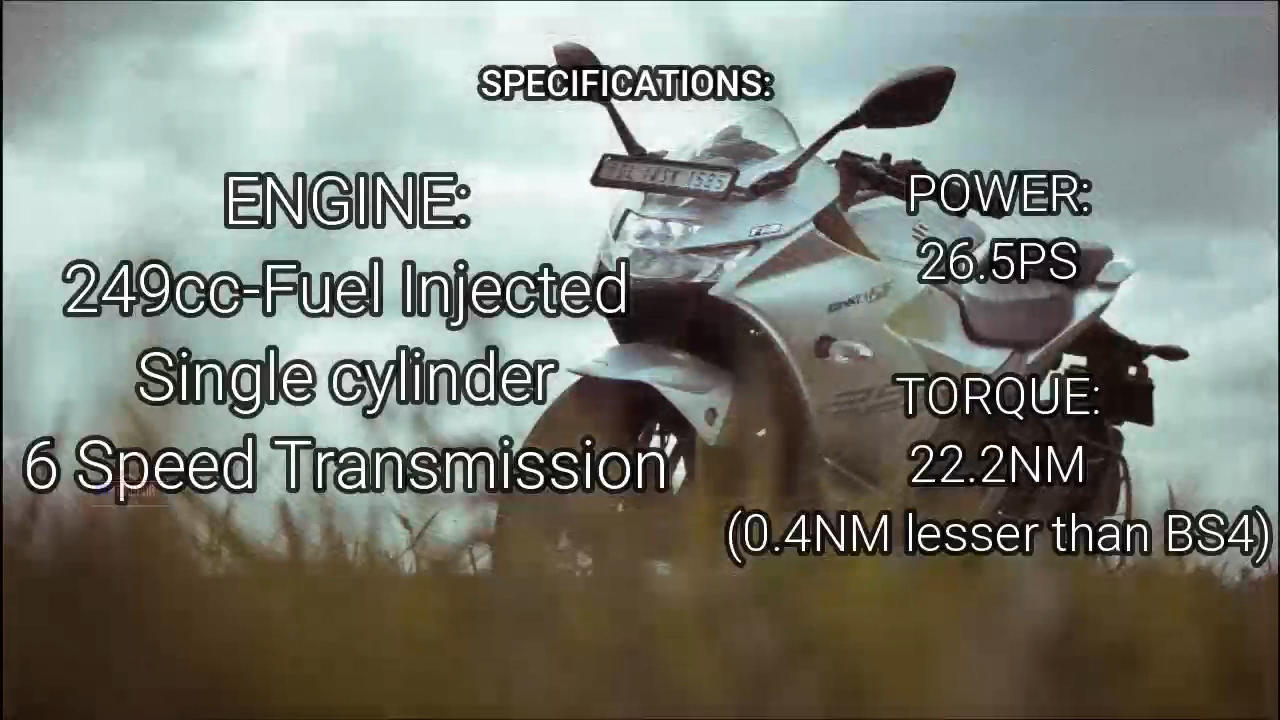 SPECIFICATIONS:
ENGINE:
249cc-Fuel Injected
Single cylinder
6 Speed Transmission
POWER:
26.5PS
TORQUE:
22.2NM
(0.4NM lesser than BS4)